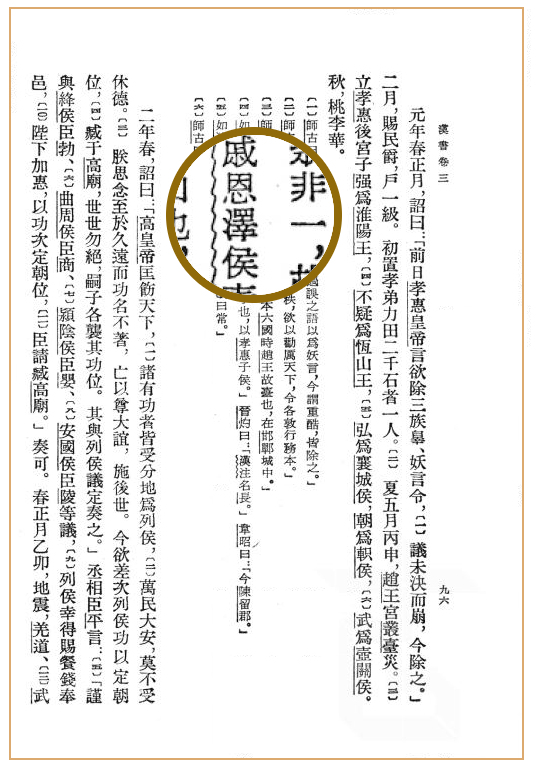 漢書卷三
九六
元年春正月,詔曰:「前日孝惠皇帝言欲除三族辠、妖言令,〔一〕議未決而崩,今除之。」
二月,賜民爵,戶一級。初置孝弟力田二千石者一人。〔二〕夏五月丙申,趙王宮叢臺災。〔三〕
立孝惠後宮子强爲淮陽王,〔四〕不疑爲恆山王,〔五〕弘爲襄城侯,朝爲軹侯,〔六〕武爲壺關侯。
秋,桃李華。
〔一〕師古 過誤之語以爲妖言,今謂重酷,皆除之。」
〔二〕師 秩,欲以勸厲天下,令各敦行務本。」
〔三〕師 本六國時趙王故臺也,在邯鄲城中。」
〔四〕如 也,以孝惠子侯。」晉灼曰:「漢注名長。」韋昭曰:「今陳留郡。」
〔五〕如 曰常。」
〔六〕師古
非一,
戚恩澤侯
也,
二年春,詔曰:「高皇帝匡飭天下,〔一〕諸有功者皆受分地爲列侯,〔二〕萬民大安,莫不受
休德。〔三〕朕思念至於久遠而功名不著,亡以尊大誼,施後世。今欲差次列侯功以定朝
位,〔四〕臧于高廟,世世勿絕,嗣子各襲其功位。其與列侯議定奏之。」丞相臣平言:〔五〕「謹
與絳侯臣勃、〔六〕曲周侯臣商、〔七〕潁陰侯臣嬰、〔八〕安國侯臣陵等議,〔九〕列侯幸得賜餐錢奉
邑,〔一0〕陛下加惠,以功次定朝位,〔一一〕臣請臧高廟。」奏可。春正月乙卯,地震,羌道、〔一二〕武